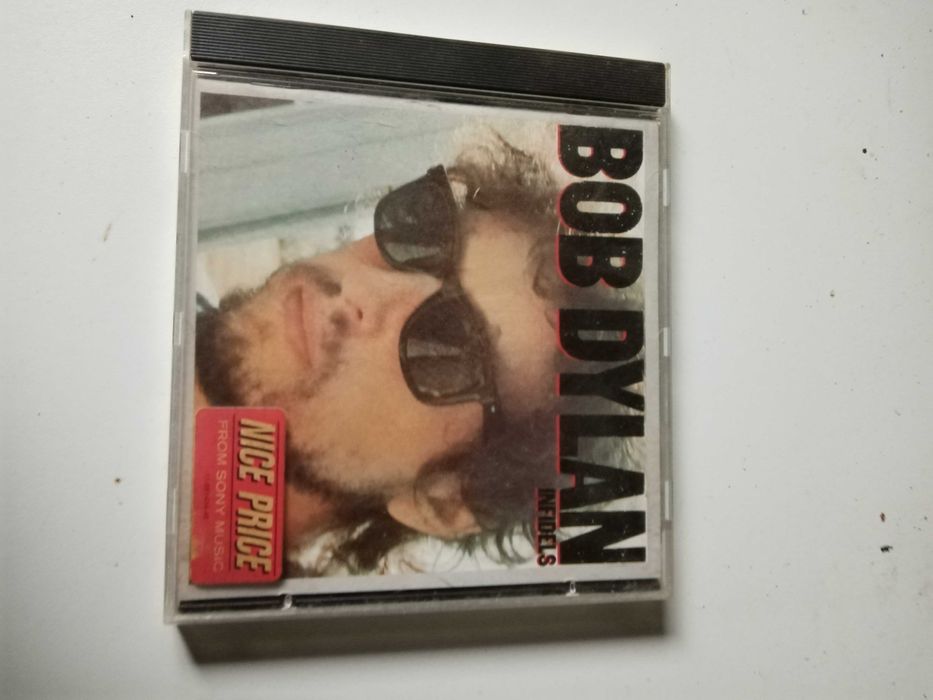 BOB DYLAN
INFIDELS
NICE PRICE
FROM SONY MUSIC